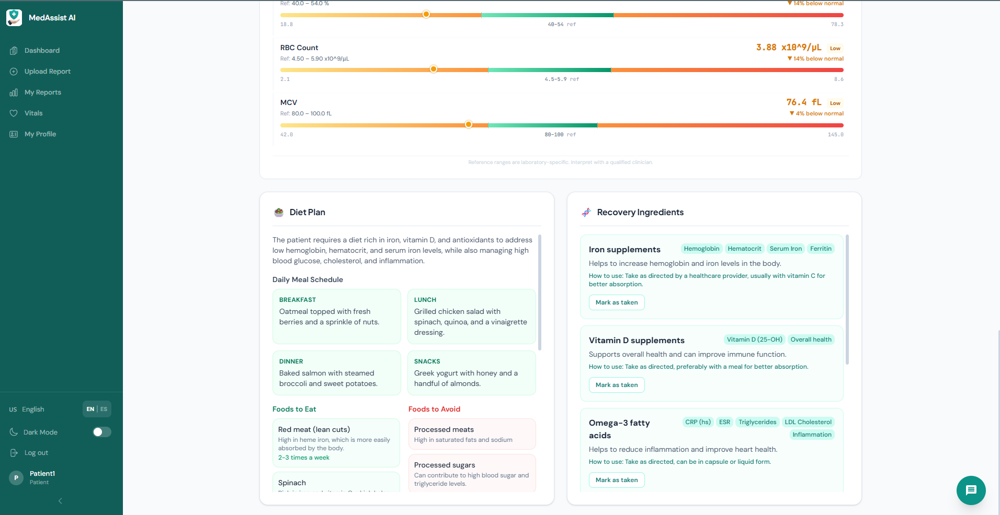 MedAssist AI
Dashboard
Upload Report
My Reports
Vitals
My Profile
US English
EN | ES
Dark Mode
Log out
P
Patient1
Patient
Ref: 40.0 – 54.0 %
▼ 14% below normal
18.8
40–54 ref
78.3
RBC Count
3.88 x10^9/µL Low
Ref: 4.50 – 5.90 x10^9/µL
▼ 14% below normal
2.1
4.5–5.9 ref
8.6
MCV
76.4 fL Low
Ref: 80.0 – 100.0 fL
▼ 4% below normal
42.0
80–100 ref
145.0
Reference ranges are laboratory-specific. Interpret with a qualified clinician.
Diet Plan
The patient requires a diet rich in iron, vitamin D, and antioxidants to address
low hemoglobin, hematocrit, and serum iron levels, while also managing high
blood glucose, cholesterol, and inflammation.
Daily Meal Schedule
BREAKFAST
Oatmeal topped with fresh
berries and a sprinkle of nuts.
LUNCH
Grilled chicken salad with
spinach, quinoa, and a vinaigrette
dressing.
DINNER
Baked salmon with steamed
broccoli and sweet potatoes.
SNACKS
Greek yogurt with honey and a
handful of almonds.
Foods to Eat
Red meat (lean cuts)
High in heme iron, which is more easily
absorbed by the body.
2-3 times a week
Spinach
Foods to Avoid
Processed meats
High in saturated fats and sodium
Processed sugars
Can contribute to high blood sugar and
triglyceride levels.
Recovery Ingredients
Iron supplements
Hemoglobin Hematocrit Serum Iron Ferritin
Helps to increase hemoglobin and iron levels in the body.
How to use: Take as directed by a healthcare provider, usually with vitamin C for
better absorption.
Mark as taken
Vitamin D supplements
Vitamin D (25-OH) Overall health
Supports overall health and can improve immune function.
How to use: Take as directed, preferably with a meal for better absorption.
Mark as taken
Omega-3 fatty
acids
CRP (hs) ESR Triglycerides LDL Cholesterol
Inflammation
Helps to reduce inflammation and improve heart health.
How to use: Take as directed, can be in capsule or liquid form.
Mark as taken